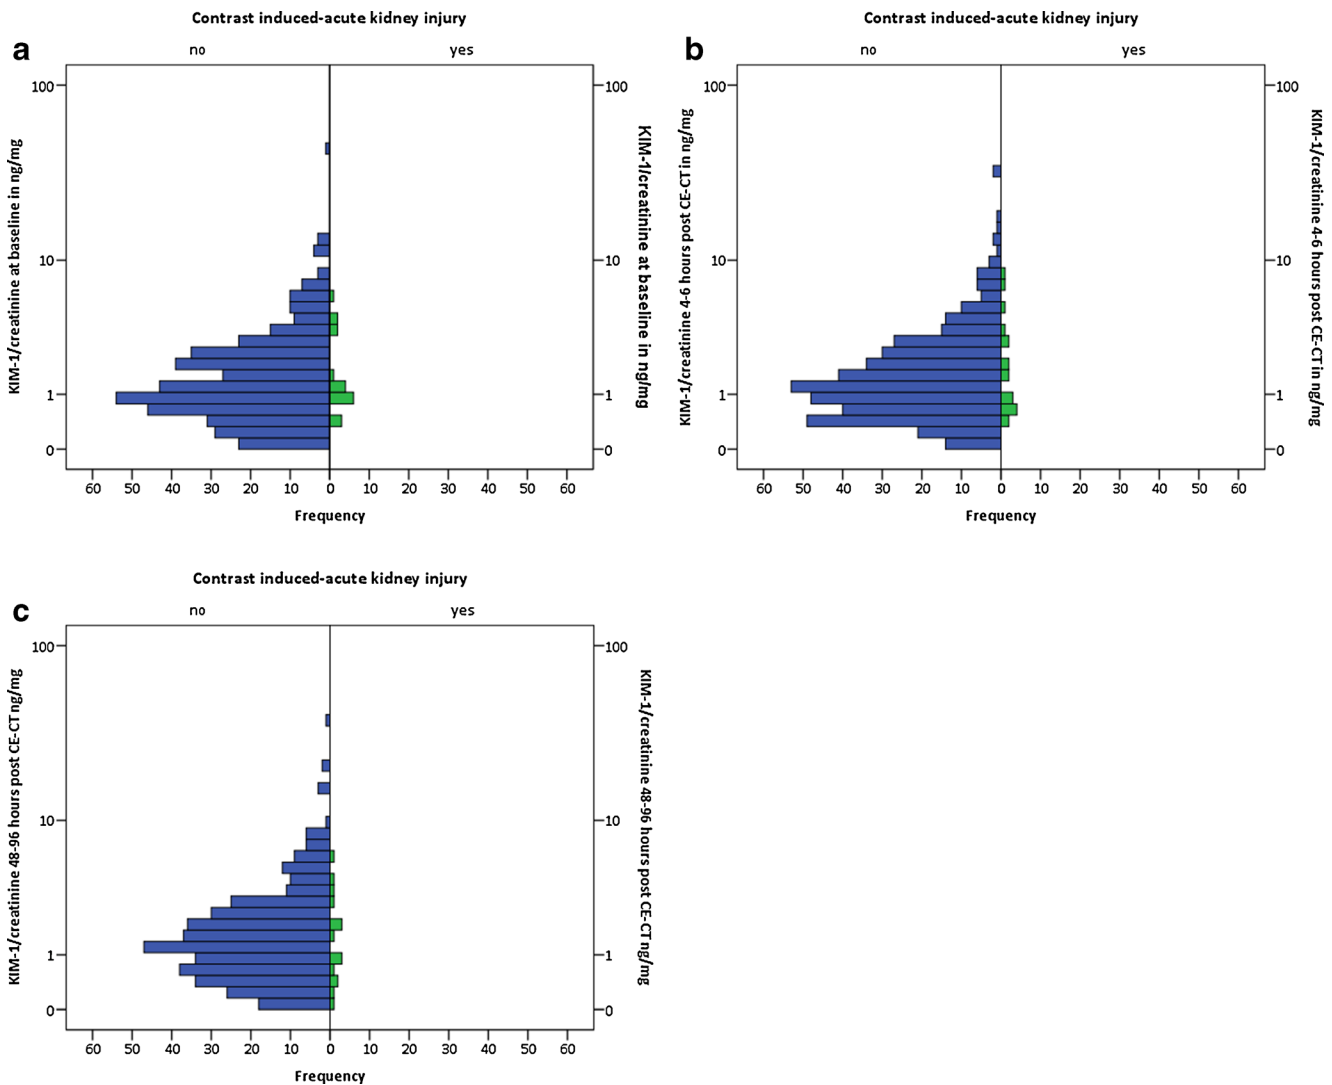 Contrast induced-acute kidney injury
a
no yes
KIM-1/creatinine at baseline in ng/mg
100
10
1
0
100
10
1
0
KIM-1/creatinine at baseline in ng/mg
60 50 40 30 20 10 0 10 20 30 40 50 60
Frequency
Contrast induced-acute kidney injury
b
no yes
KIM-1/creatinine 4-6 hours post CE-CT in ng/mg
100
10
1
0
100
10
1
0
KIM-1/creatinine 4-6 hours post CE-CT in ng/mg
60 50 40 30 20 10 0 10 20 30 40 50 60
Frequency
Contrast induced-acute kidney injury
c
no yes
KIM-1/creatinine 48-96 hours post CE-CT ng/mg
100
10
1
0
100
10
1
0
KIM-1/creatinine 48-96 hours post CE-CT ng/mg
60 50 40 30 20 10 0 10 20 30 40 50 60
Frequency